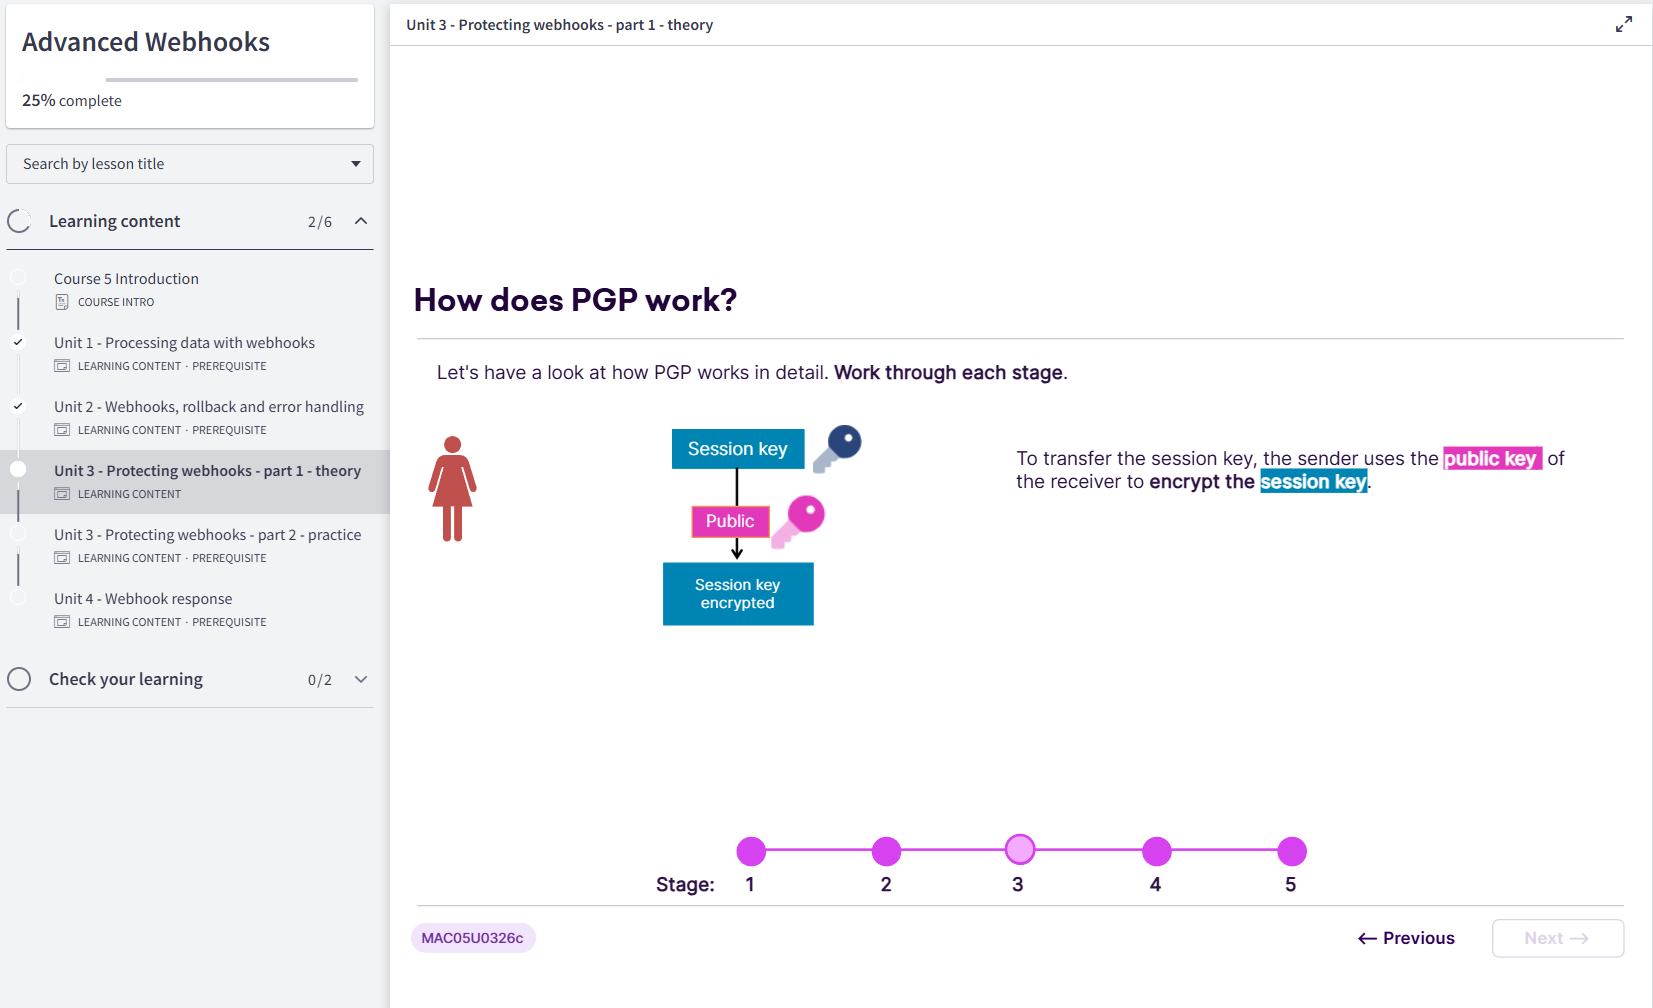 Advanced Webhooks
25% complete
Search by lesson title
Learning content 2/6
Course 5 Introduction
COURSE INTRO
Unit 1 - Processing data with webhooks
LEARNING CONTENT · PREREQUISITE
Unit 2 - Webhooks, rollback and error handling
LEARNING CONTENT · PREREQUISITE
Unit 3 - Protecting webhooks - part 1 - theory
LEARNING CONTENT
Unit 3 - Protecting webhooks - part 2 - practice
LEARNING CONTENT · PREREQUISITE
Unit 4 - Webhook response
LEARNING CONTENT · PREREQUISITE
Check your learning 0/2
Unit 3 - Protecting webhooks - part 1 - theory
How does PGP work?
Let's have a look at how PGP works in detail. Work through each stage.
Session key
Public
Session key
encrypted
To transfer the session key, the sender uses the public key of
the receiver to encrypt the session key.
Stage: 1 2 3 4 5
MAC05U0326c
← Previous
Next →